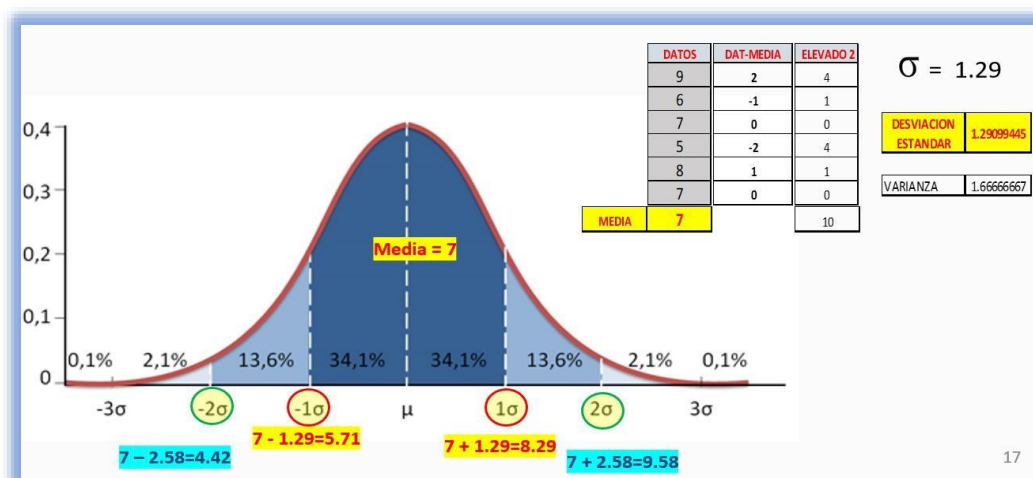 DATOS DAT-MEDIA ELEVADO 2
9 2 4
6 -1 1
7 0 0
5 -2 4
8 1 1
7 0 0
MEDIA 7 10
σ = 1.29
DESVIACION
ESTANDAR 1.29099445
VARIANZA 1.66666667
0,4
0,3
0,2
0,1
0
Media = 7
0,1% 2,1% 13,6% 34,1% 34,1% 13,6% 2,1% 0,1%
-3σ -2σ -1σ μ 1σ 2σ 3σ
7 - 1.29=5.71
7 + 1.29=8.29
7 – 2.58=4.42
7 + 2.58=9.58
17